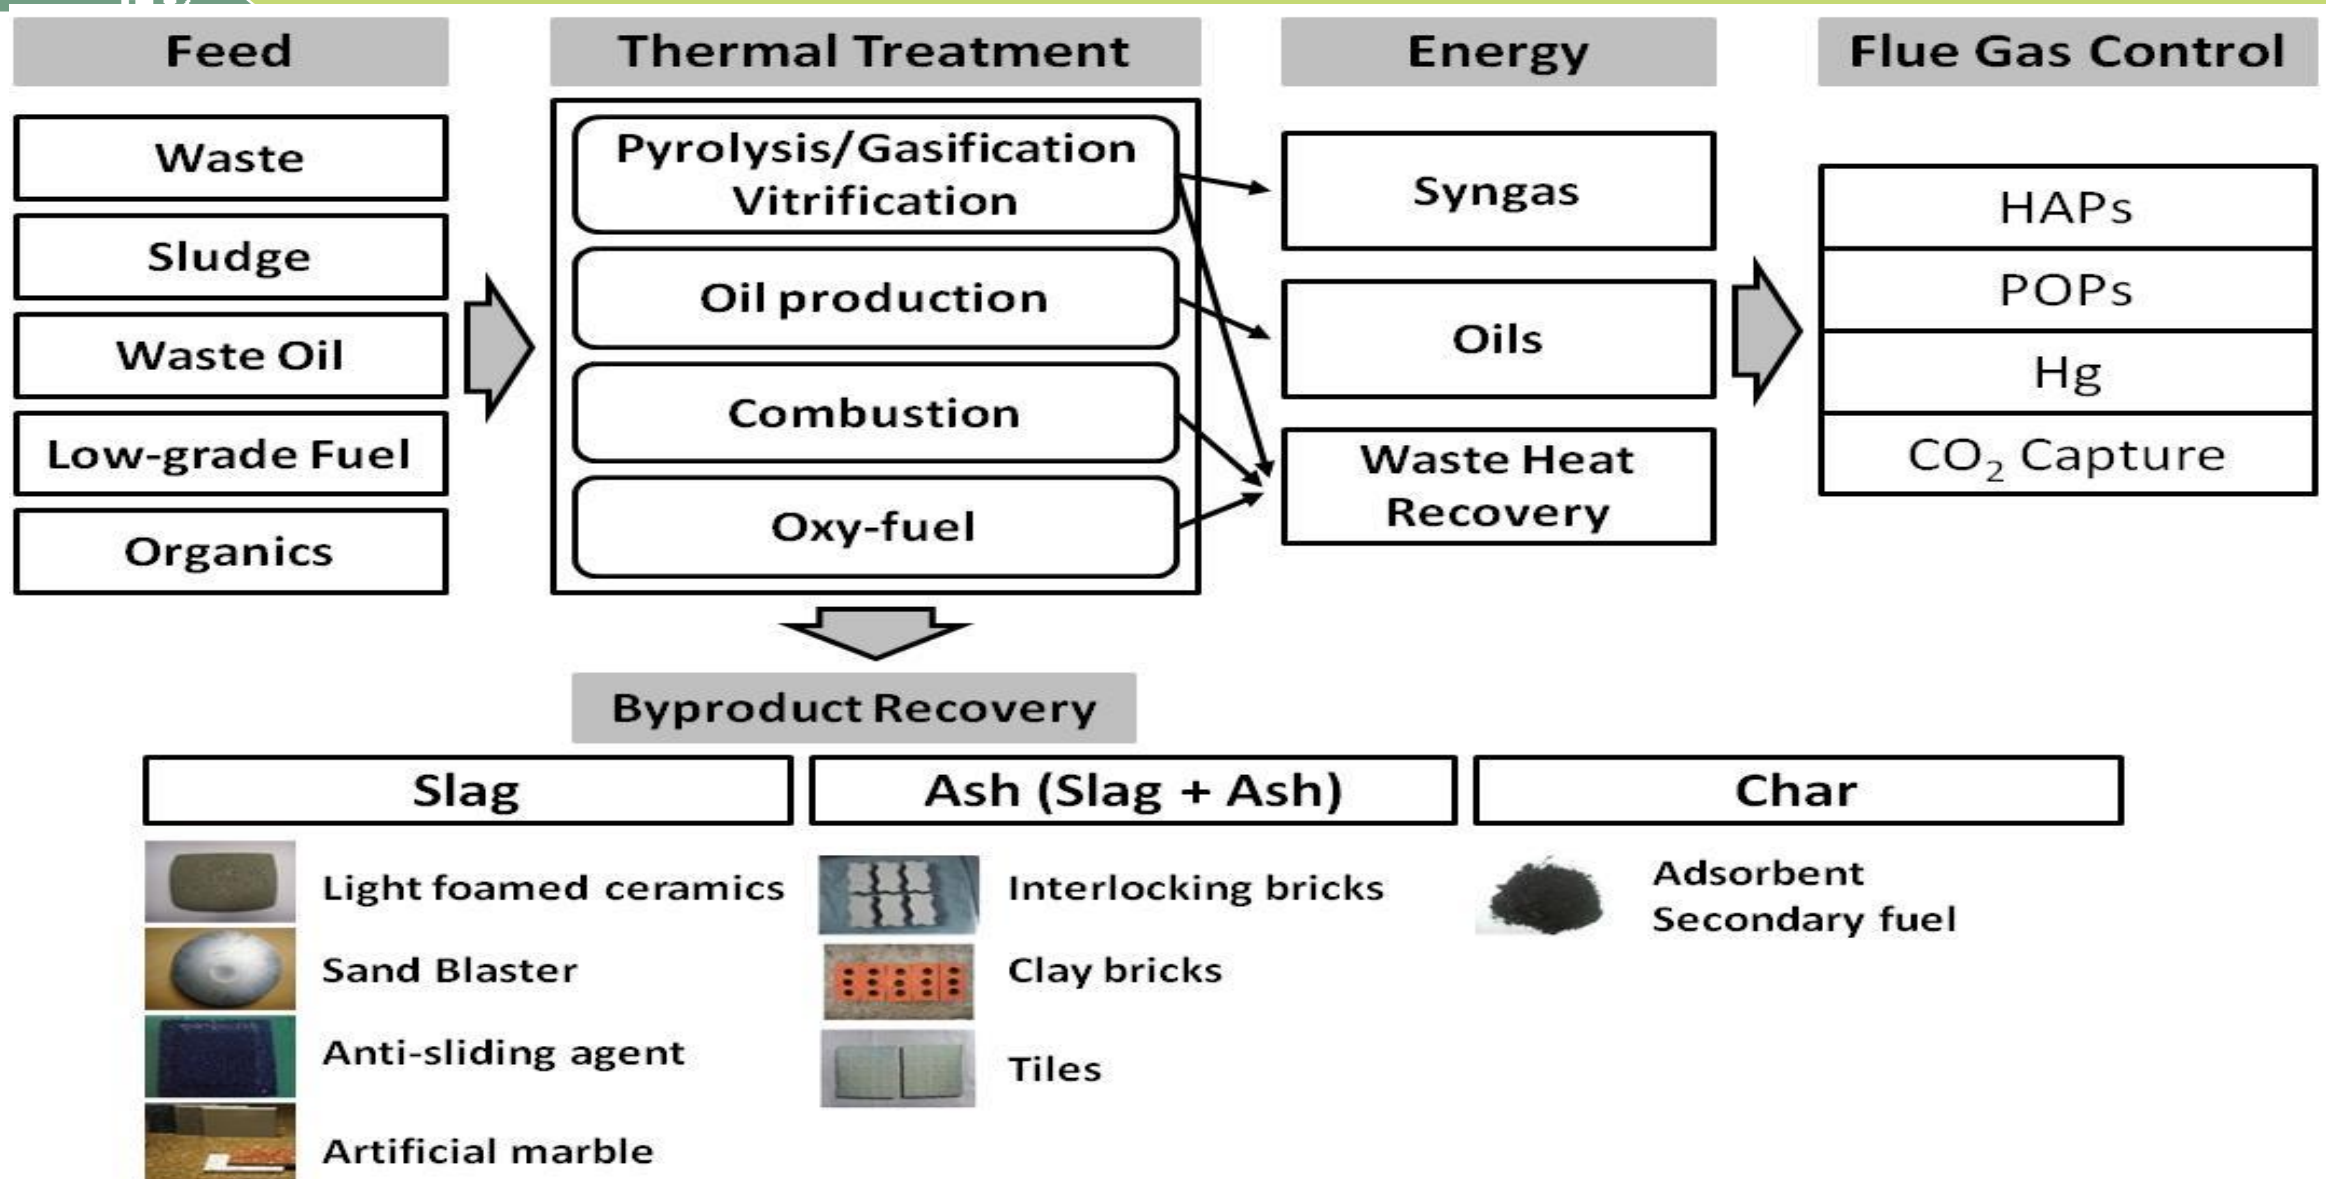 Feed
Waste
Sludge
Waste Oil
Low-grade Fuel
Organics
Thermal Treatment
Pyrolysis/Gasification
Vitrification
Oil production
Combustion
Oxy-fuel
Energy
Syngas
Oils
Waste Heat
Recovery
Flue Gas Control
HAPs
POPs
Hg
CO₂ Capture
Byproduct Recovery
Slag
Light foamed ceramics
Sand Blaster
Anti-sliding agent
Artificial marble
Ash (Slag + Ash)
Interlocking bricks
Clay bricks
Tiles
Char
Adsorbent
Secondary fuel